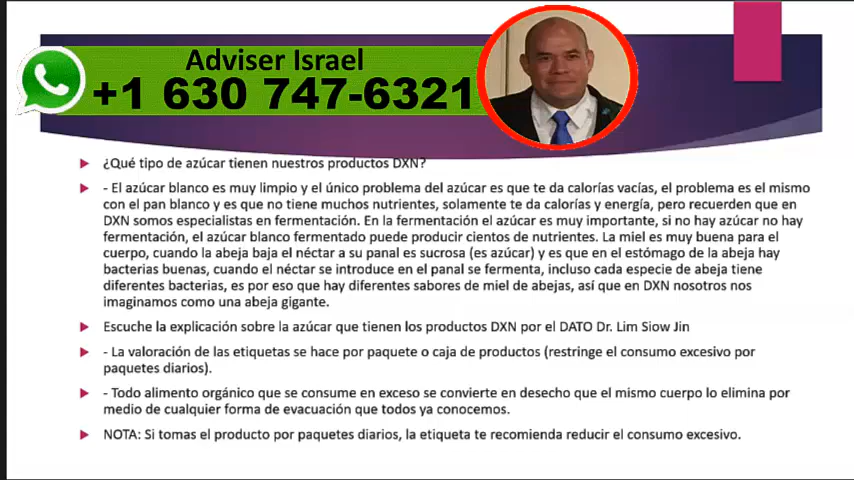 Adviser Israel
+1 630 747-6321
¿Qué tipo de azúcar tienen nuestros productos DXN?
- El azúcar blanco es muy limpio y el único problema del azúcar es que te da calorías vacías, el problema es el mismo
con el pan blanco y es que no tiene muchos nutrientes, solamente te da calorías y energía, pero recuerden que en
DXN somos especialistas en fermentación. En la fermentación el azúcar es muy importante, si no hay azúcar no hay
fermentación, el azúcar blanco fermentado puede producir cientos de nutrientes. La miel es muy buena para el
cuerpo, cuando la abeja baja el néctar a su panal es sucrosa (es azúcar) y es que en el estómago de la abeja hay
bacterias buenas, cuando el néctar se introduce en el panal se fermenta, incluso cada especie de abeja tiene
diferentes bacterias, es por eso que hay diferentes sabores de miel de abejas, así que en DXN nosotros nos
imaginamos como una abeja gigante.
Escuche la explicación sobre la azúcar que tienen los productos DXN por el DATO Dr. Lim Siow Jin
- La valoración de las etiquetas se hace por paquete o caja de productos (restringe el consumo excesivo por
paquetes diarios).
- Todo alimento orgánico que se consume en exceso se convierte en desecho que el mismo cuerpo lo elimina por
medio de cualquier forma de evacuación que todos ya conocemos.
NOTA: Si tomas el producto por paquetes diarios, la etiqueta te recomienda reducir el consumo excesivo.